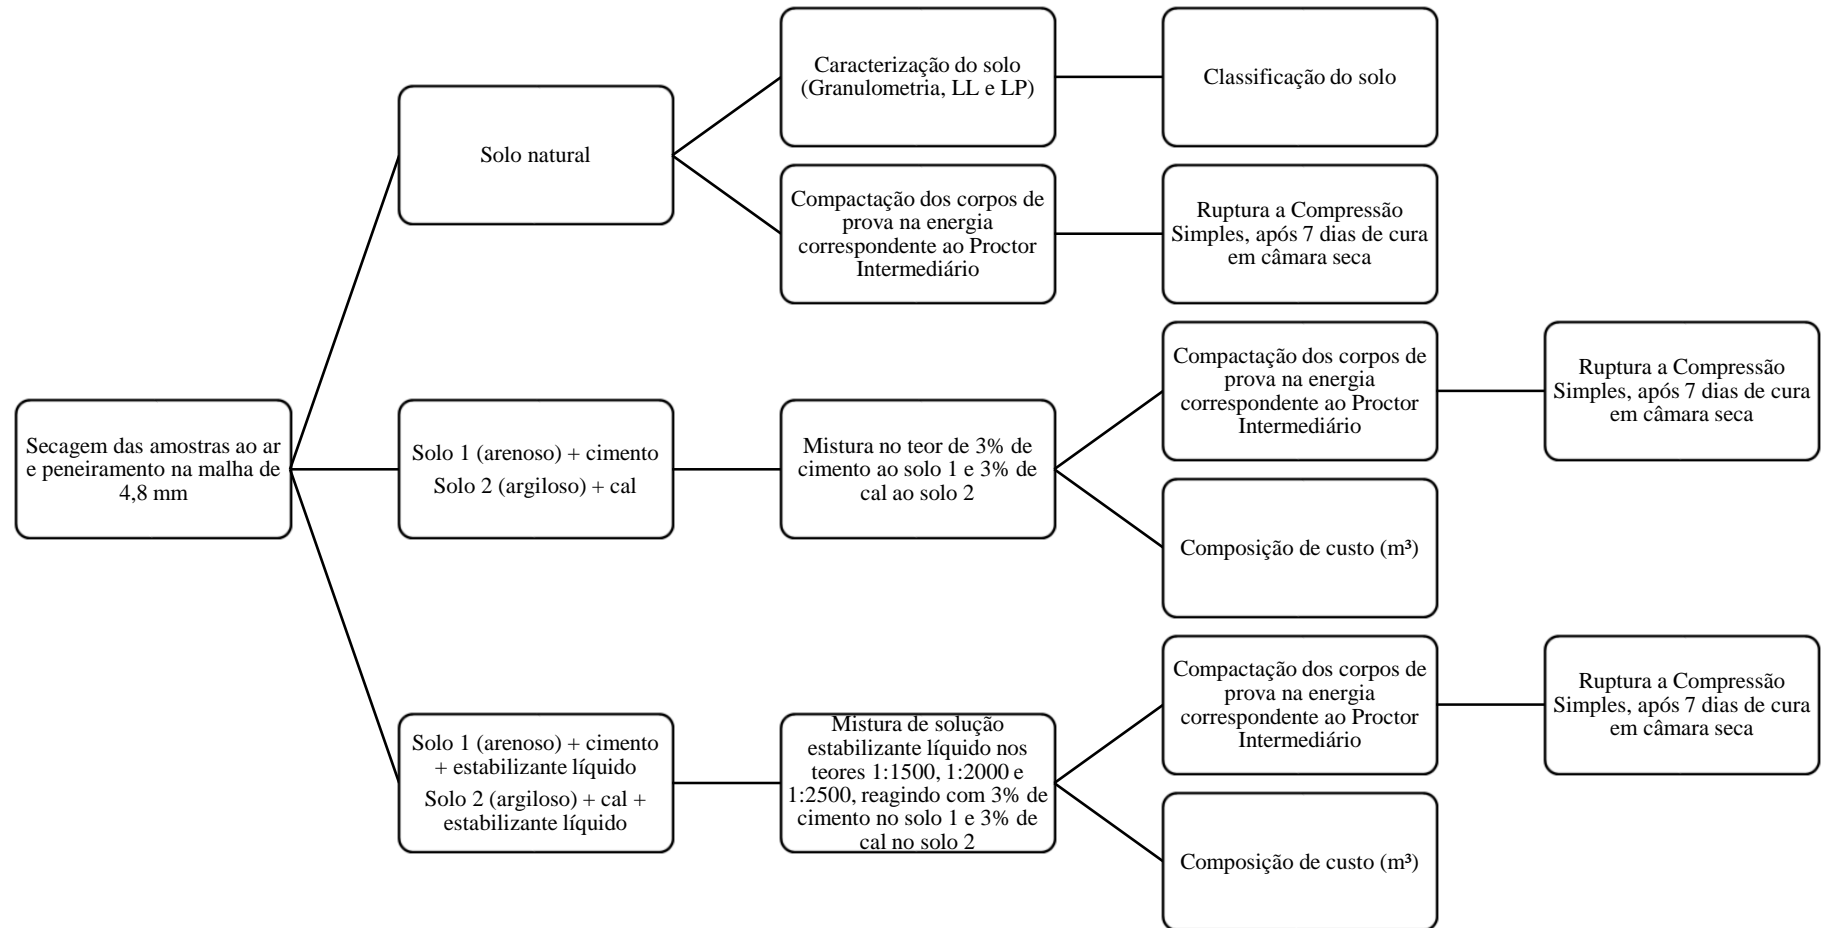 Secagem das amostras ao ar
e peneiramento na malha de
4,8 mm
Solo natural
Caracterização do solo
(Granulometria, LL e LP)
Classificação do solo
Compactação dos corpos de
prova na energia
correspondente ao Proctor
Intermediário
Ruptura a Compressão
Simples, após 7 dias de cura
em câmara seca
Solo 1 (arenoso) + cimento
Solo 2 (argiloso) + cal
Mistura no teor de 3% de
cimento ao solo 1 e 3% de
cal ao solo 2
Compactação dos corpos de
prova na energia
correspondente ao Proctor
Intermediário
Ruptura a Compressão
Simples, após 7 dias de cura
em câmara seca
Composição de custo (m³)
Solo 1 (arenoso) + cimento
+ estabilizante líquido
Solo 2 (argiloso) + cal +
estabilizante líquido
Mistura de solução
estabilizante líquido nos
teores 1:1500, 1:2000 e
1:2500, reagindo com 3% de
cimento no solo 1 e 3% de
cal no solo 2
Compactação dos corpos de
prova na energia
correspondente ao Proctor
Intermediário
Ruptura a Compressão
Simples, após 7 dias de cura
em câmara seca
Composição de custo (m³)